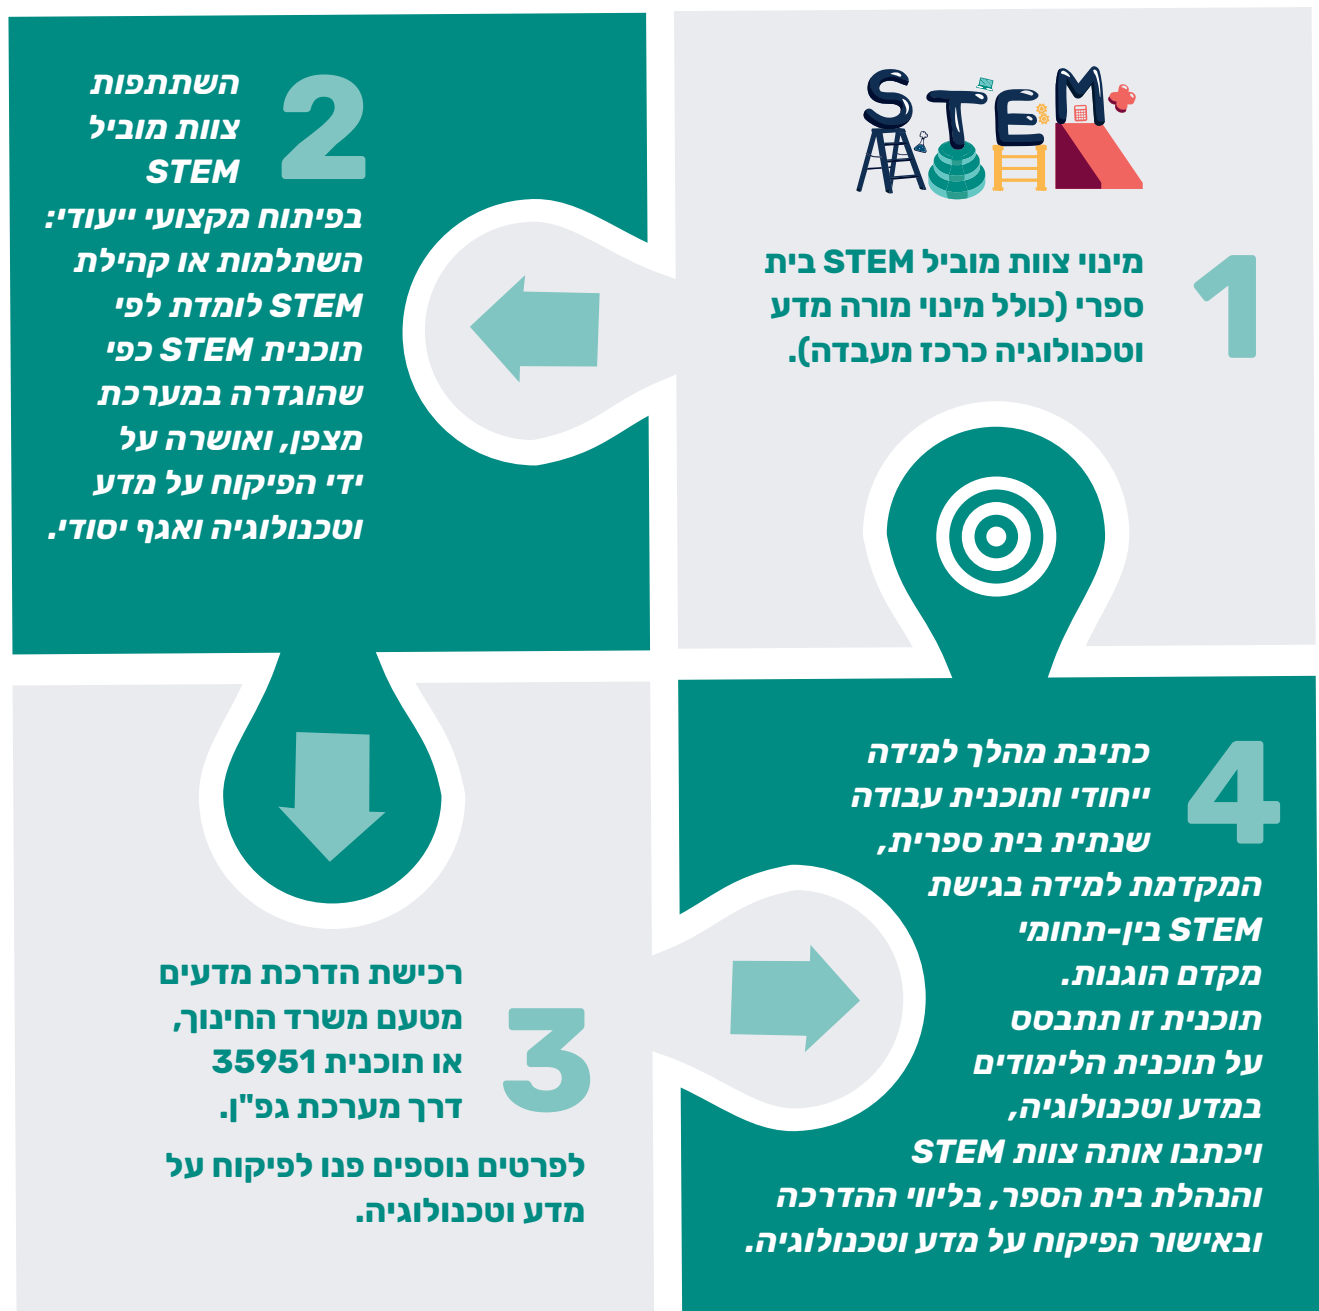 STEM+
1
מינוי צוות מוביל STEM בית
ספרי (כולל מינוי מורה מדע
וטכנולוגיה כרכז מעבדה).
2
השתתפות
צוות מוביל
STEM
בפיתוח מקצועי ייעודי:
השתלמות או קהילת
STEM לומדת לפי
תוכנית STEM כפי
שהוגדרה במערכת
מצפן, ואושרה על
ידי הפיקוח על מדע
וטכנולוגיה ואגף יסודי.
3
רכישת הדרכת מדעים
מטעם משרד החינוך,
או תוכנית 35951
דרך מערכת גפ"ן.
לפרטים נוספים פנו לפיקוח על
מדע וטכנולוגיה.
4
כתיבת מהלך למידה
ייחודי ותוכנית עבודה
שנתית בית ספרית,
המקדמת למידה בגישת
STEM בין-תחומי
מקדם הוגנות.
תוכנית זו תתבסס
על תוכנית הלימודים
במדע וטכנולוגיה,
ויכתבו אותה צוות STEM
והנהלת בית הספר, בליווי ההדרכה
ובאישור הפיקוח על מדע וטכנולוגיה.